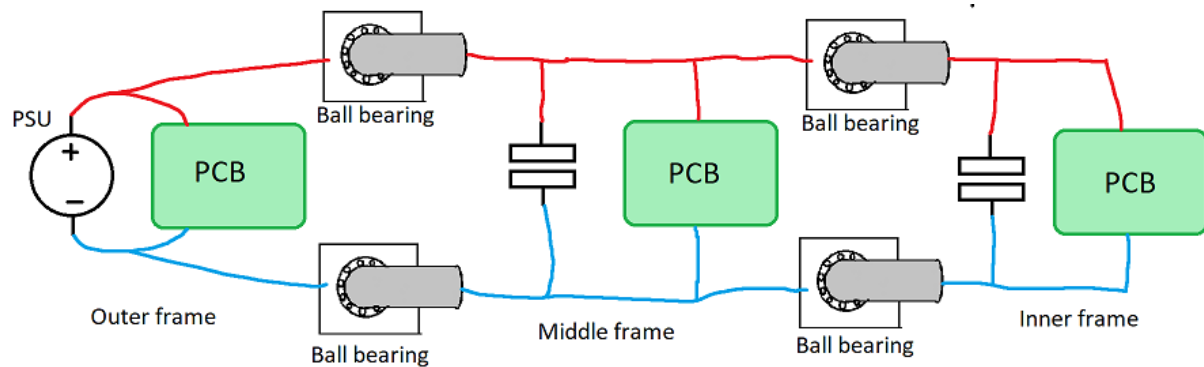 Ball bearing
Ball bearing
PSU
+
−
PCB
PCB
PCB
Outer frame
Middle frame
Inner frame
Ball bearing
Ball bearing